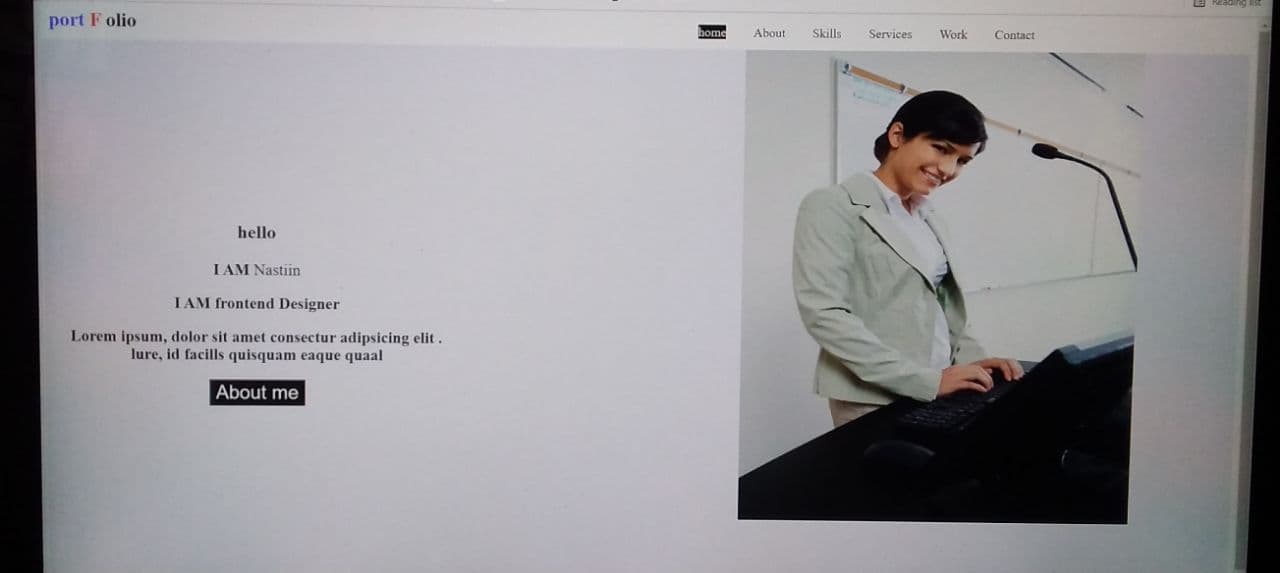 Reading list
port F olio
home About Skills Services Work Contact
hello
I AM Nastiin
I AM frontend Designer
Lorem ipsum, dolor sit amet consectur adipsicing elit .
lure, id facills quisquam eaque quaal
About me